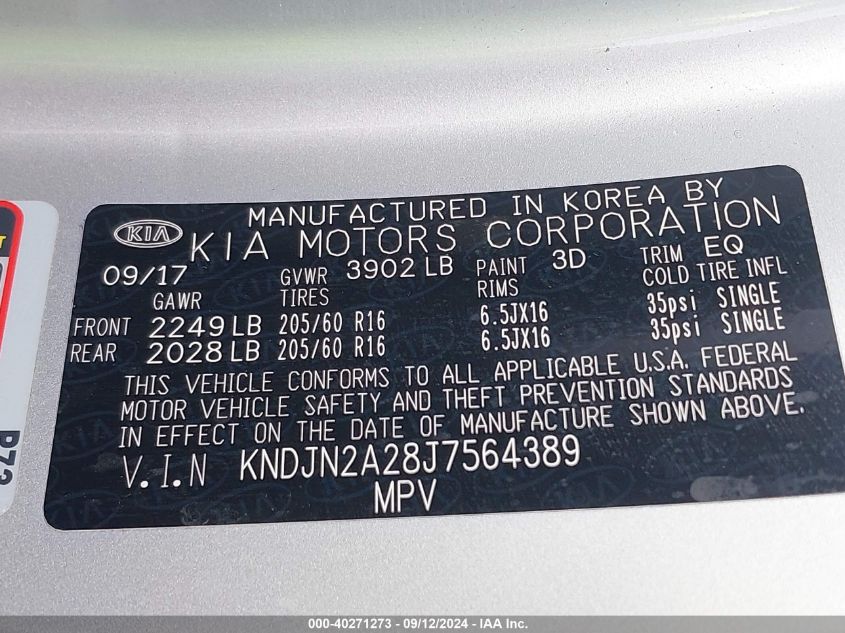 MANUFACTURED IN KOREA BY
KIA KIA MOTORS CORPORATION
09/17 GVWR 3902 LB PAINT 3D TRIM EQ
GAWR TIRES RIMS COLD TIRE INFL
FRONT 2249 LB 205/60 R16 6.5JX16 35psi SINGLE
REAR 2028 LB 205/60 R16 6.5JX16 35psi SINGLE
THIS VEHICLE CONFORMS TO ALL APPLICABLE U.S.A. FEDERAL
MOTOR VEHICLE SAFETY AND THEFT PREVENTION STANDARDS
IN EFFECT ON THE DATE OF MANUFACTURE SHOWN ABOVE.
V.I.N KNDJN2A28J7564389
MPV
000-40271273 - 09/12/2024 - IAA Inc.